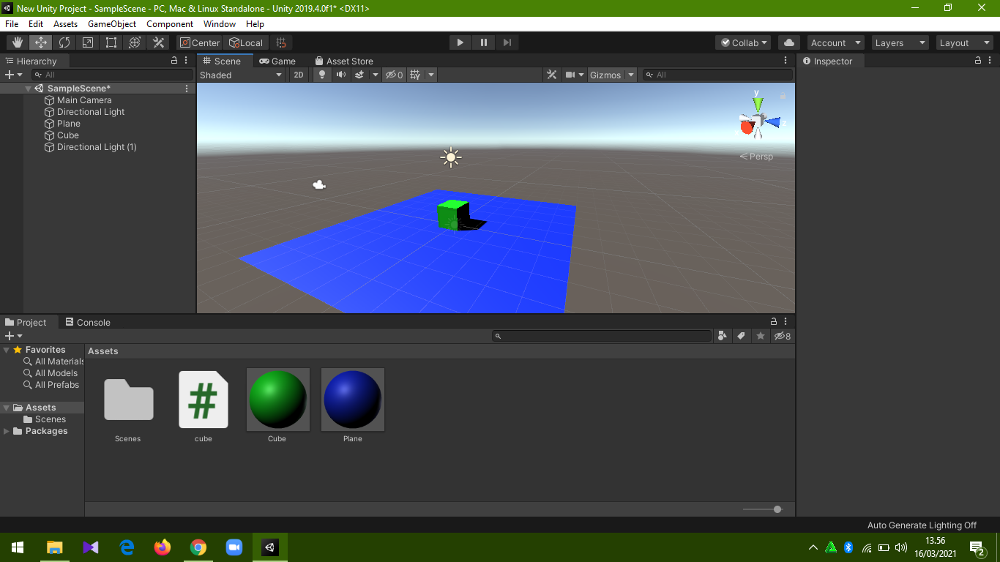 New Unity Project - SampleScene - PC, Mac & Linux Standalone - Unity 2019.4.0f1* <DX11>
File Edit Assets GameObject Component Window Help
Center Local Collab Account Layers Layout
Hierarchy
All
SampleScene*
Main Camera
Directional Light
Plane
Cube
Directional Light (1)
Scene Game Asset Store
Shaded 2D 0 Gizmos All
y
z
Persp
Inspector
Project Console
8
Favorites
All Materials
All Models
All Prefabs
Assets
Scenes
Packages
Assets
Scenes cube Cube Plane
Auto Generate Lighting Off
13.56
16/03/2021
2